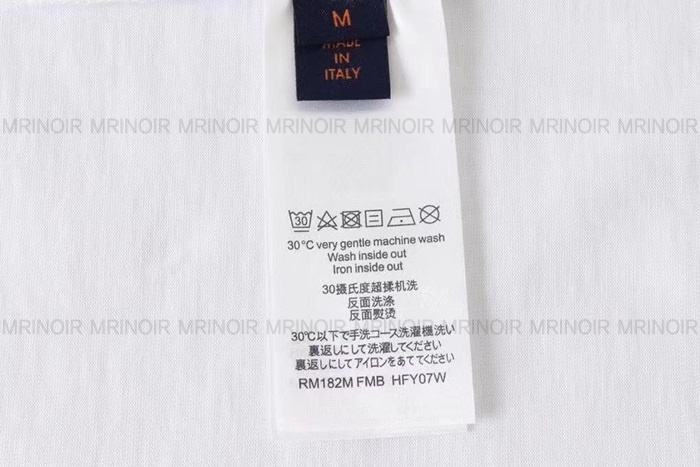 M
MADE
IN
ITALY
MRINOIR MRINOIR MRINOIR MRINOIR MRINOIR MRINOIR MRINOIR MRINOIR
30
30°C very gentle machine wash
Wash inside out
Iron inside out
30摄氏度超揉机洗
反面洗涤
反面熨烫
MRINOIR MRINOIR MRINOIR MRINOIR MRINOIR MRINOIR MRINOIR MRINOIR
30℃以下で手洗コース洗濯機洗い
裏返しにして洗濯してください
裏返しにしてアイロンをあててください
RM182M FMB HFY07W